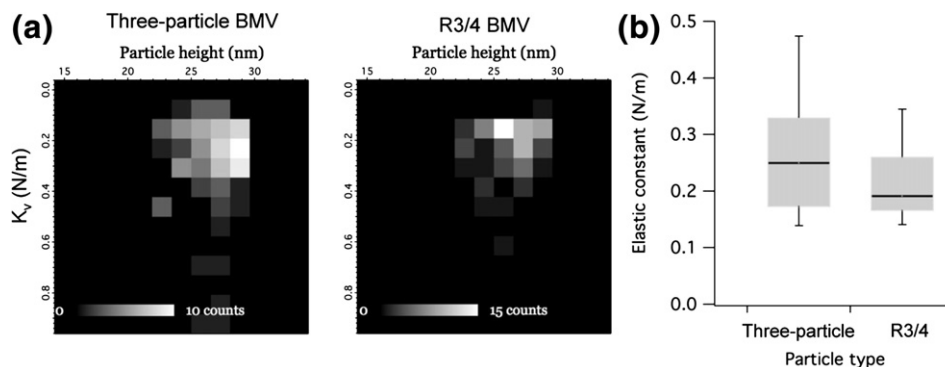 (a)
Three-particle BMV
Particle height (nm)
15 20 25 30
K_v (N/m)
0.0
0.2
0.4
0.6
0.8
0 10 counts
R3/4 BMV
Particle height (nm)
15 20 25 30
0.0
0.2
0.4
0.6
0.8
0 15 counts
(b)
Elastic constant (N/m)
0.5
0.4
0.3
0.2
0.1
0.0
Three-particle R3/4
Particle type